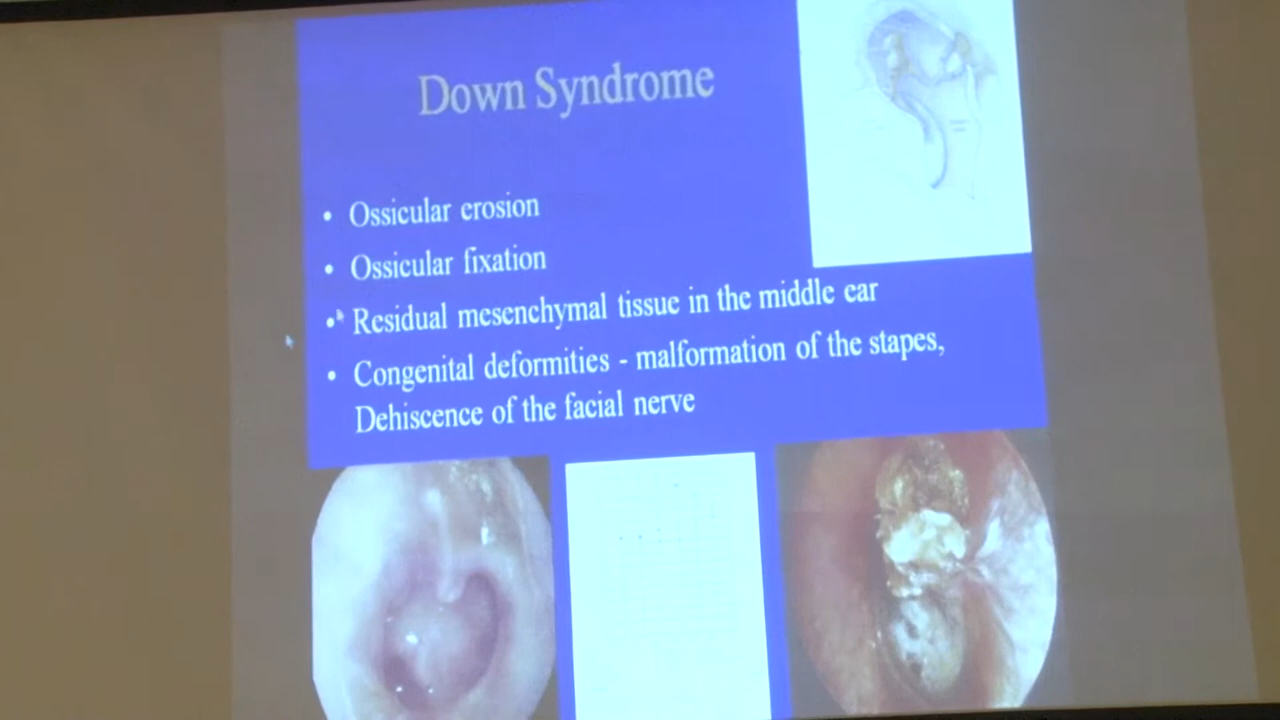 Down Syndrome
• Ossicular erosion
• Ossicular fixation
• Residual mesenchymal tissue in the middle ear
• Congenital deformities - malformation of the stapes,
Dehiscence of the facial nerve